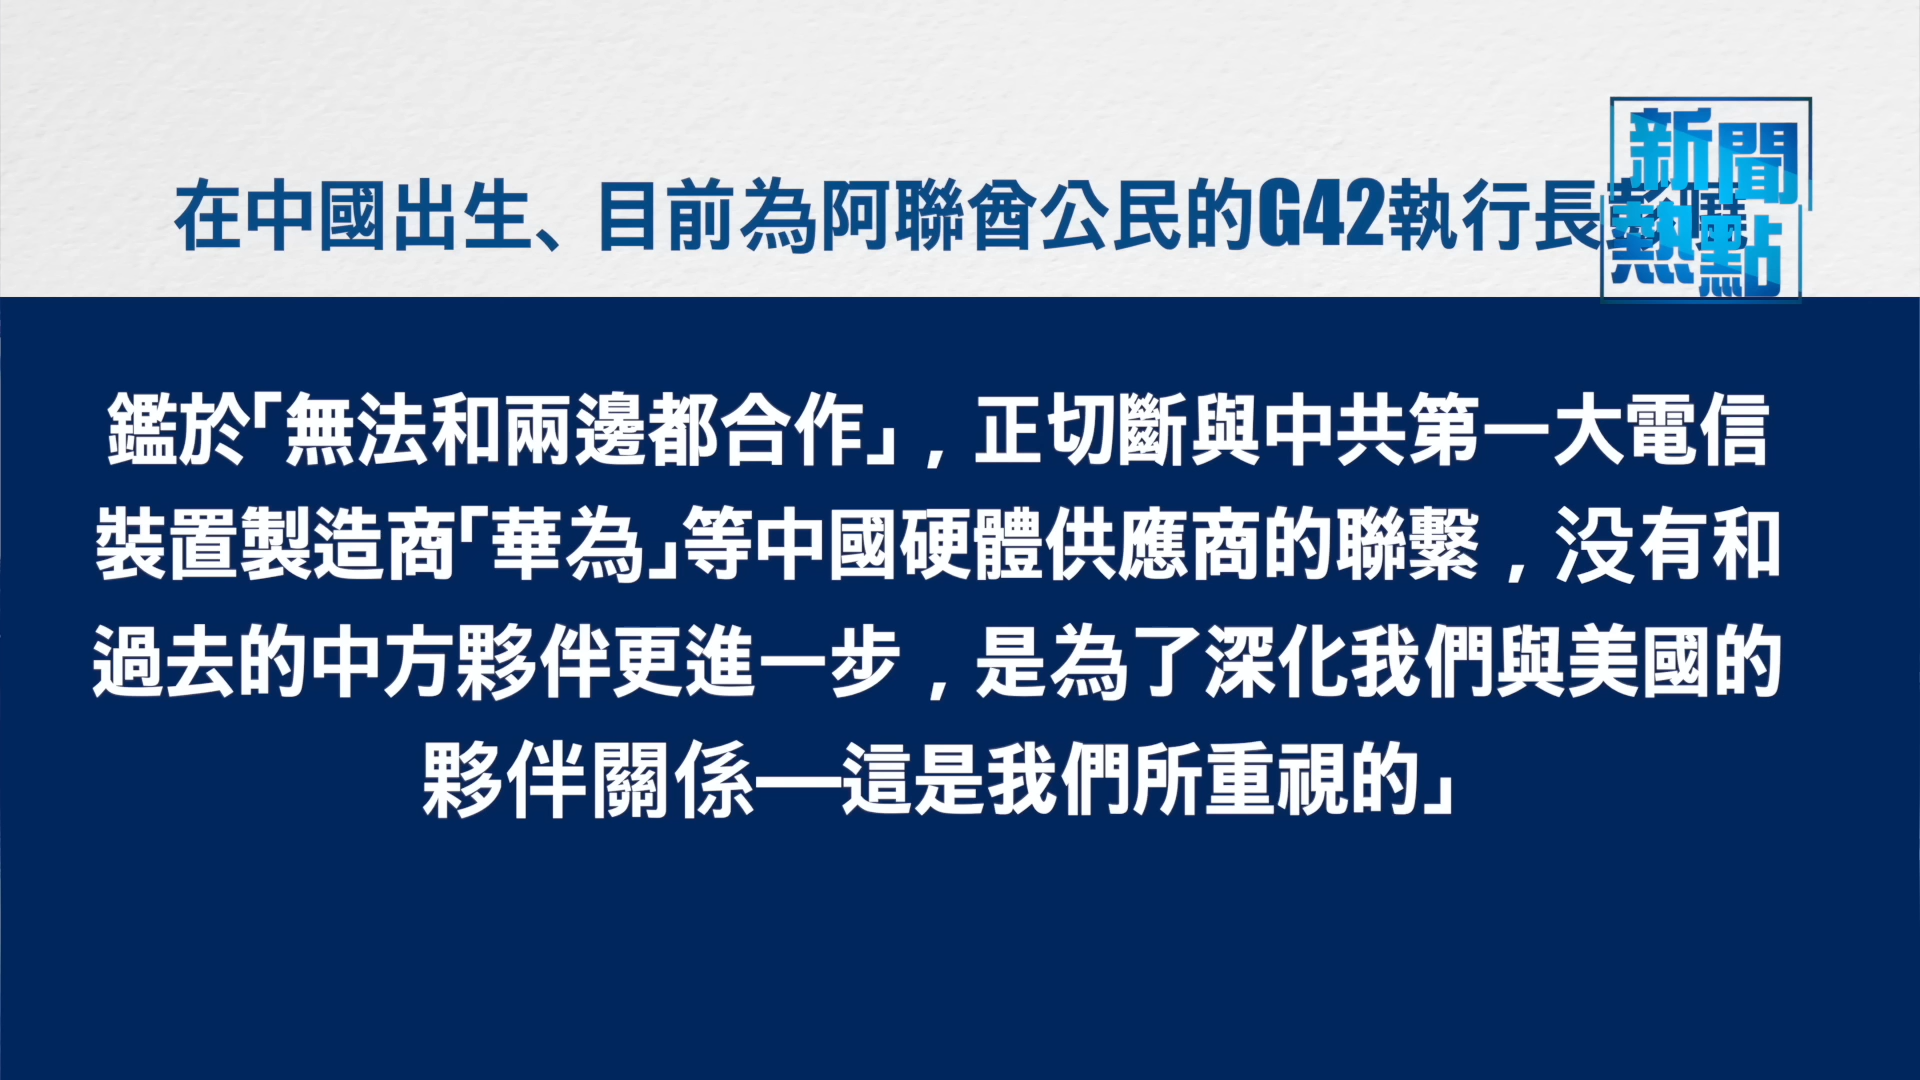 在中國出生、目前為阿聯酋公民的G42執行長
新聞
熱點
鑑於「無法和兩邊都合作」，正切斷與中共第一大電信
裝置製造商「華為」等中國硬體供應商的聯繫，没有和
過去的中方夥伴更進一步，是為了深化我們與美國的
夥伴關係──這是我們所重視的」